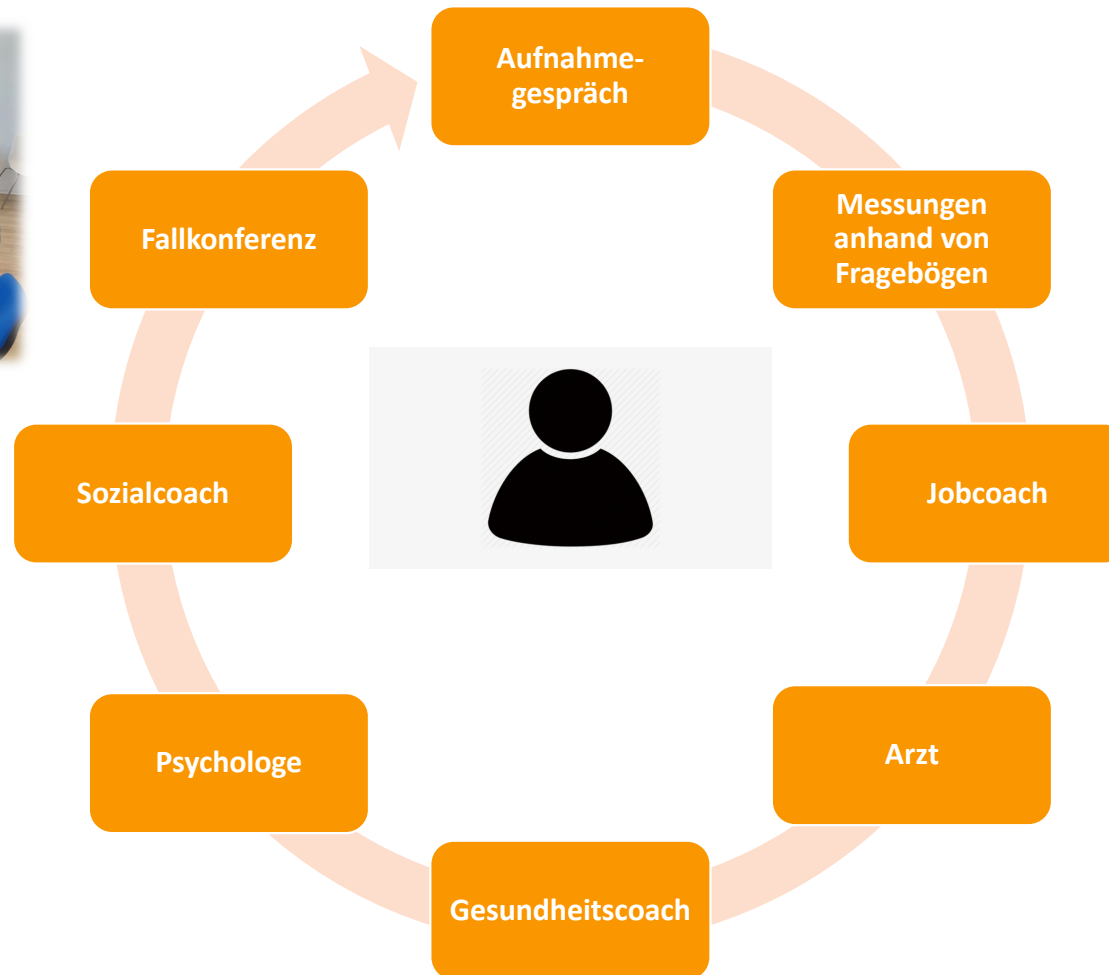 Aufnahme-
gespräch
Messungen
anhand von
Fragebögen
Jobcoach
Arzt
Gesundheitscoach
Psychologe
Sozialcoach
Fallkonferenz